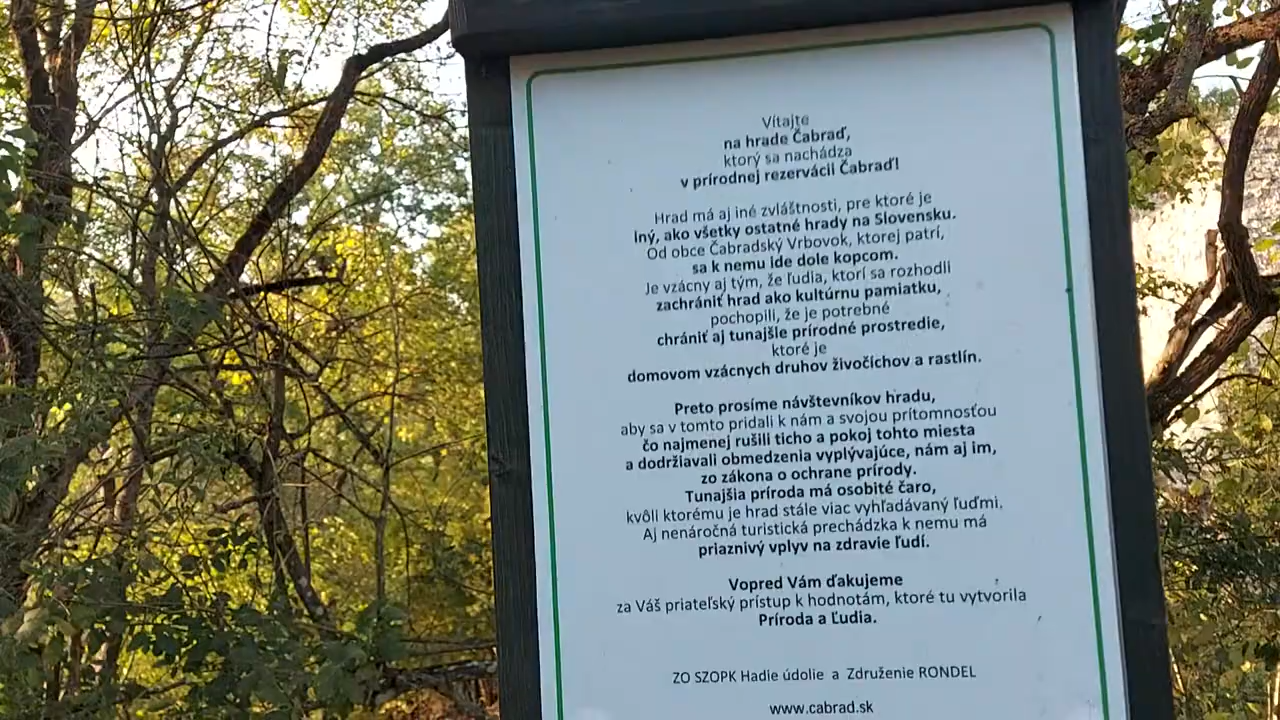 Vítajte
na hrade Čabraď,
ktorý sa nachádza
v prírodnej rezervácii Čabraď!
Hrad má aj iné zvláštnosti, pre ktoré je
iný, ako všetky ostatné hrady na Slovensku.
Od obce Čabradský Vrbovok, ktorej patrí,
sa k nemu ide dole kopcom.
Je vzácny aj tým, že ľudia, ktorí sa rozhodli
zachrániť hrad ako kultúrnu pamiatku,
pochopili, že je potrebné
chrániť aj tunajšie prírodné prostredie,
ktoré je
domovom vzácnych druhov živočíchov a rastlín.
Preto prosíme návštevníkov hradu,
aby sa v tomto pridali k nám a svojou prítomnosťou
čo najmenej rušili ticho a pokoj tohto miesta
a dodržiavali obmedzenia vyplývajúce, nám aj im,
zo zákona o ochrane prírody.
Tunajšia príroda má osobité čaro,
kvôli ktorému je hrad stále viac vyhľadávaný ľuďmi.
Aj nenáročná turistická prechádzka k nemu má
priaznivý vplyv na zdravie ľudí.
Vopred Vám ďakujeme
za Váš priateľský prístup k hodnotám, ktoré tu vytvorila
Príroda a Ľudia.
ZO SZOPK Hadie údolie a Združenie RONDEL
www.cabrad.sk